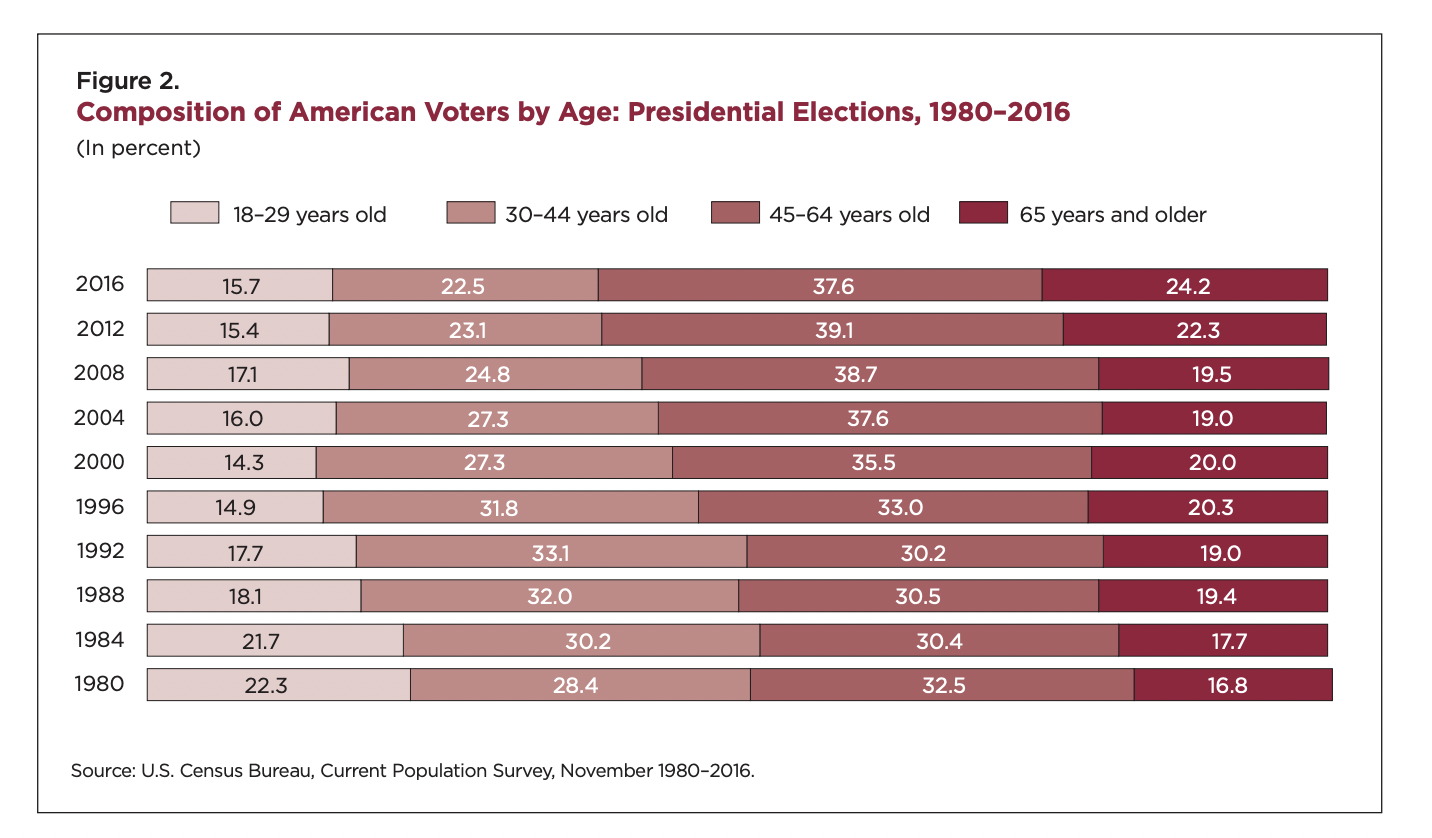 Figure 2.
Composition of American Voters by Age: Presidential Elections, 1980–2016
(In percent)
18–29 years old 30–44 years old 45–64 years old 65 years and older
2016 15.7 22.5 37.6 24.2
2012 15.4 23.1 39.1 22.3
2008 17.1 24.8 38.7 19.5
2004 16.0 27.3 37.6 19.0
2000 14.3 27.3 35.5 20.0
1996 14.9 31.8 33.0 20.3
1992 17.7 33.1 30.2 19.0
1988 18.1 32.0 30.5 19.4
1984 21.7 30.2 30.4 17.7
1980 22.3 28.4 32.5 16.8
Source: U.S. Census Bureau, Current Population Survey, November 1980–2016.